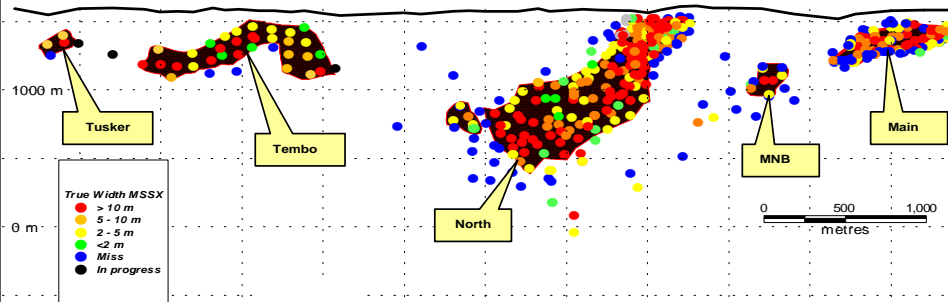 1000 m
Tusker
Tembo
MNB
Main
True Width MSSX
> 10 m
5 - 10 m
2 - 5 m
<2 m
Miss
In progress
0 m
North
0 500 1,000
metres